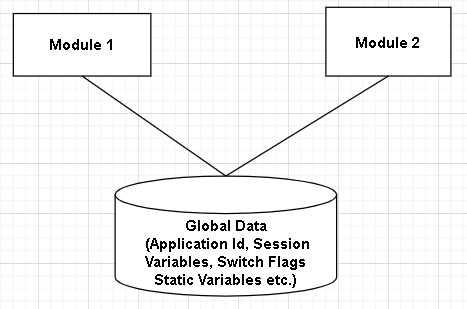 Module 1
Module 2
Global Data
(Application Id, Session
Variables, Switch Flags
Static Variables etc.)